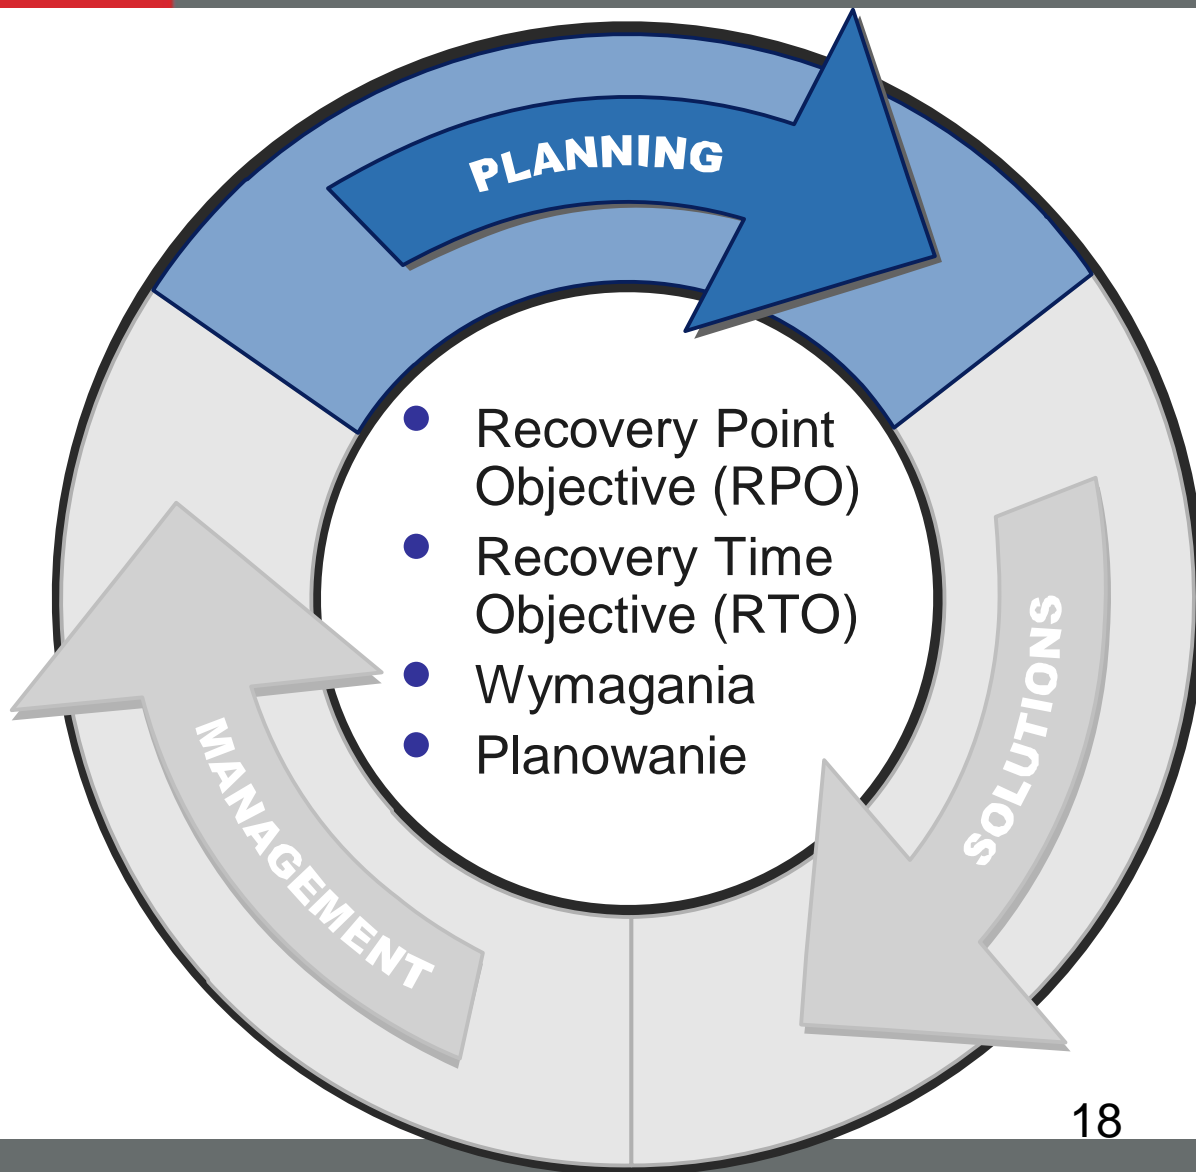 PLANNING
Recovery Point
Objective (RPO)
Recovery Time
Objective (RTO)
Wymagania
Planowanie
SOLUTIONS
MANAGEMENT
18